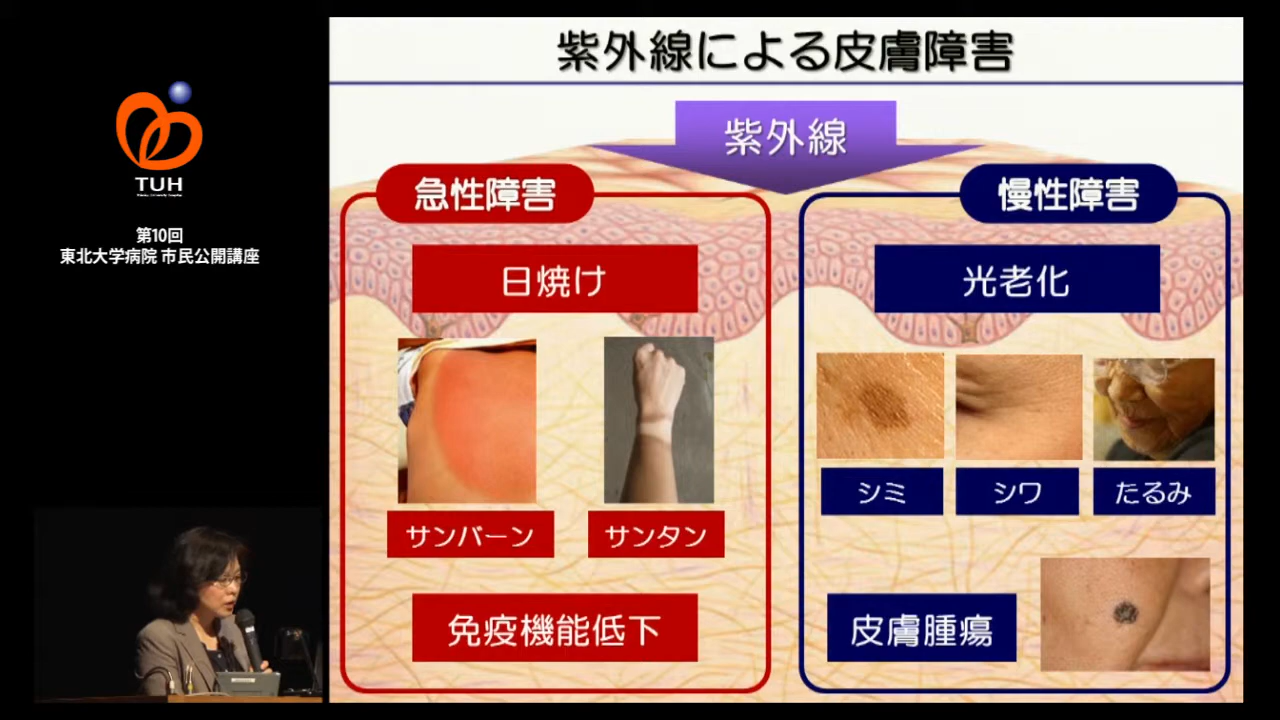 TUH
第10回
東北大学病院 市民公開講座
紫外線による皮膚障害
紫外線
急性障害
日焼け
サンバーン
サンタン
免疫機能低下
慢性障害
光老化
シミ
シワ
たるみ
皮膚腫瘍